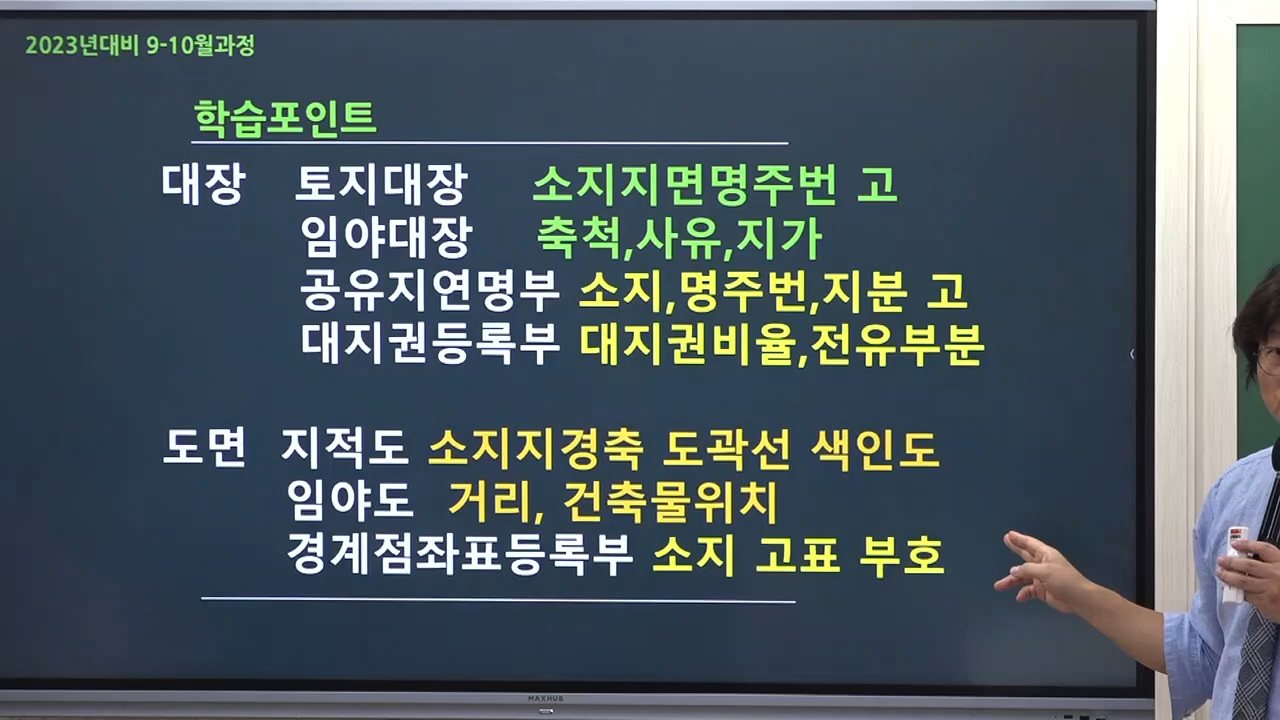 2023년대비 9-10월과정
학습포인트
대장 토지대장 소지지면명주번 고
임야대장 축척,사유,지가
공유지연명부 소지,명주번,지분 고
대지권등록부 대지권비율,전유부분
도면 지적도 소지지경축 도곽선 색인도
임야도 거리, 건축물위치
경계점좌표등록부 소지 고표 부호
MAXHUB